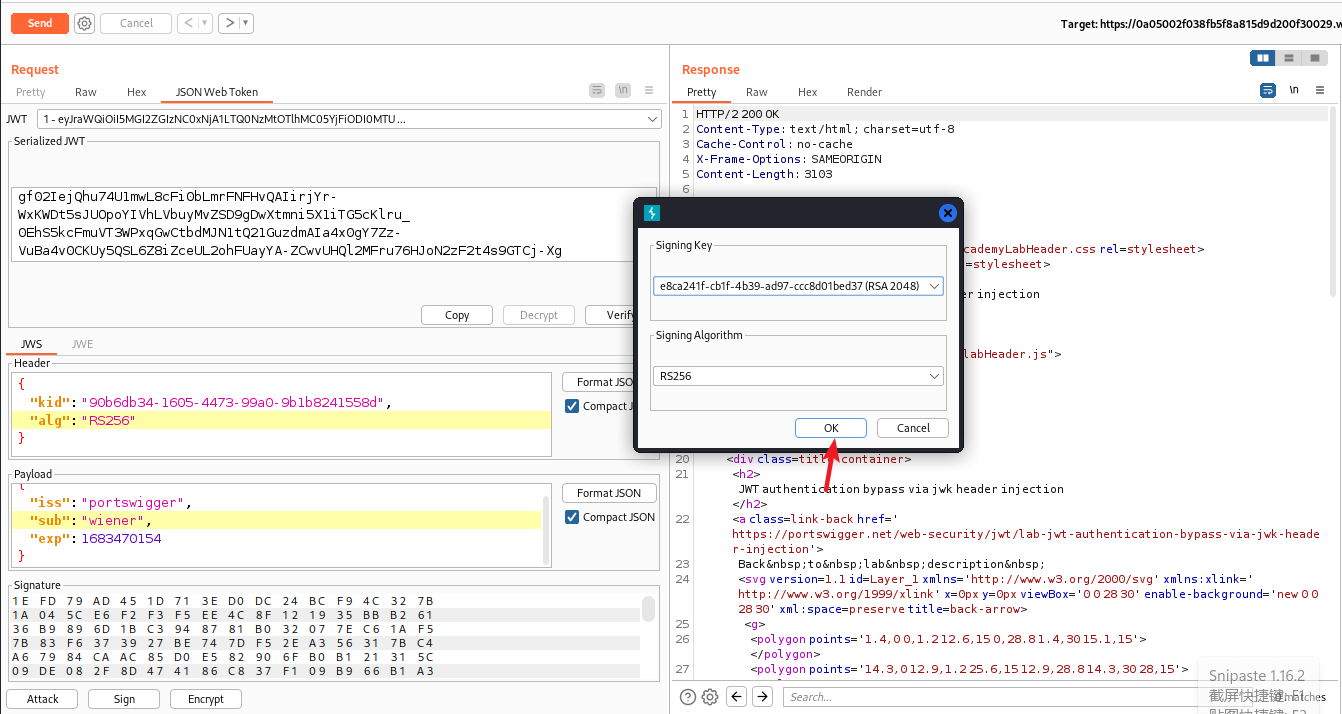 Send
Cancel
Target: https://0a05002f038fb5f8a815d9d200f30029.w
Request
Pretty Raw Hex JSON Web Token
\n
JWT 1 - eyJraWQiOiI5MGI2ZGIzNC0xNjA1LTQ0NzMtOTlhMC05YjFiODI0MTU ...
Serialized JWT
gf02IejQhu74U1mwL8cFi0bLmrFNFHvQAIirjYr-
WxKWDt5sJUOpoYIVhLVbuyMvZSD9gDwXtmni5X1iTG5cKlru_
0EhS5kcFmuVT3WPxqGwCtbdMJN1tQ21GuzdmAIa4x0gY7Zz-
VuBa4v0CKUy5QSL6Z8iZceUL2ohFUayYA-ZCwvUHQl2MFru76HJoN2zF2t4s9GTCj-Xg
Copy Decrypt Verify
JWS JWE
Header
{
"kid": "90b6db34-1605-4473-99a0-9b1b8241558d",
"alg": "RS256"
}
Format JSO
Compact J
Payload
{
"iss": "portswigger",
"sub": "wiener",
"exp": 1683470154
}
Format JSON
Compact JSON
Signature
1E FD 79 AD 45 1D 71 3E D0 DC 24 BC F9 4C 32 7B
1A 04 5C E6 F2 F3 F5 EE 4C 8F 12 19 35 BB B2 61
36 B9 89 6D 1B C3 94 87 81 B0 32 07 7E C6 1A F5
7B 83 F6 37 39 27 BE 74 7D F5 2E A3 56 31 7B C4
A6 79 84 CA AC 85 D0 E5 82 90 6F B0 B1 21 31 5C
09 DE 08 2F 8D 47 41 86 C8 37 F1 09 B9 66 B1 A3
Attack Sign Encrypt
Response
Pretty Raw Hex Render
\n
1 HTTP/2 200 OK
2 Content-Type: text/html; charset=utf-8
3 Cache-Control: no-cache
4 X-Frame-Options: SAMEORIGIN
5 Content-Length: 3103
6
cademyLabHeader.css rel=stylesheet>
=stylesheet>
er injection
labHeader.js">
Signing Key
e8ca241f-cb1f-4b39-ad97-ccc8d01bed37 (RSA 2048)
Signing Algorithm
RS256
OK Cancel
20 <div class=title-container>
21 <h2>
JWT authentication bypass via jwk header injection
</h2>
22 <a class=link-back href='
https://portswigger.net/web-security/jwt/lab-jwt-authentication-bypass-via-jwk-heade
r-injection'>
23 Back&nbsp;to&nbsp;lab&nbsp;description&nbsp;
24 <svg version=1.1 id=Layer_1 xmlns='http://www.w3.org/2000/svg' xmlns:xlink='
http://www.w3.org/1999/xlink' x=0px y=0px viewBox='0 0 28 30' enable-background='new 0 0
28 30' xml:space=preserve title=back-arrow>
25 <g>
26 <polygon points='1.4,0 0,1.2 12.6,15 0,28.8 1.4,30 15.1,15'>
</polygon>
27 <polygon points='14.3,0 12.9,1.2 25.6,15 12.9,28.8 14.3,30 28,15'>
Search...
0 matches
Snipaste 1.16.2
截屏快捷键: F1
贴图快捷键: F3